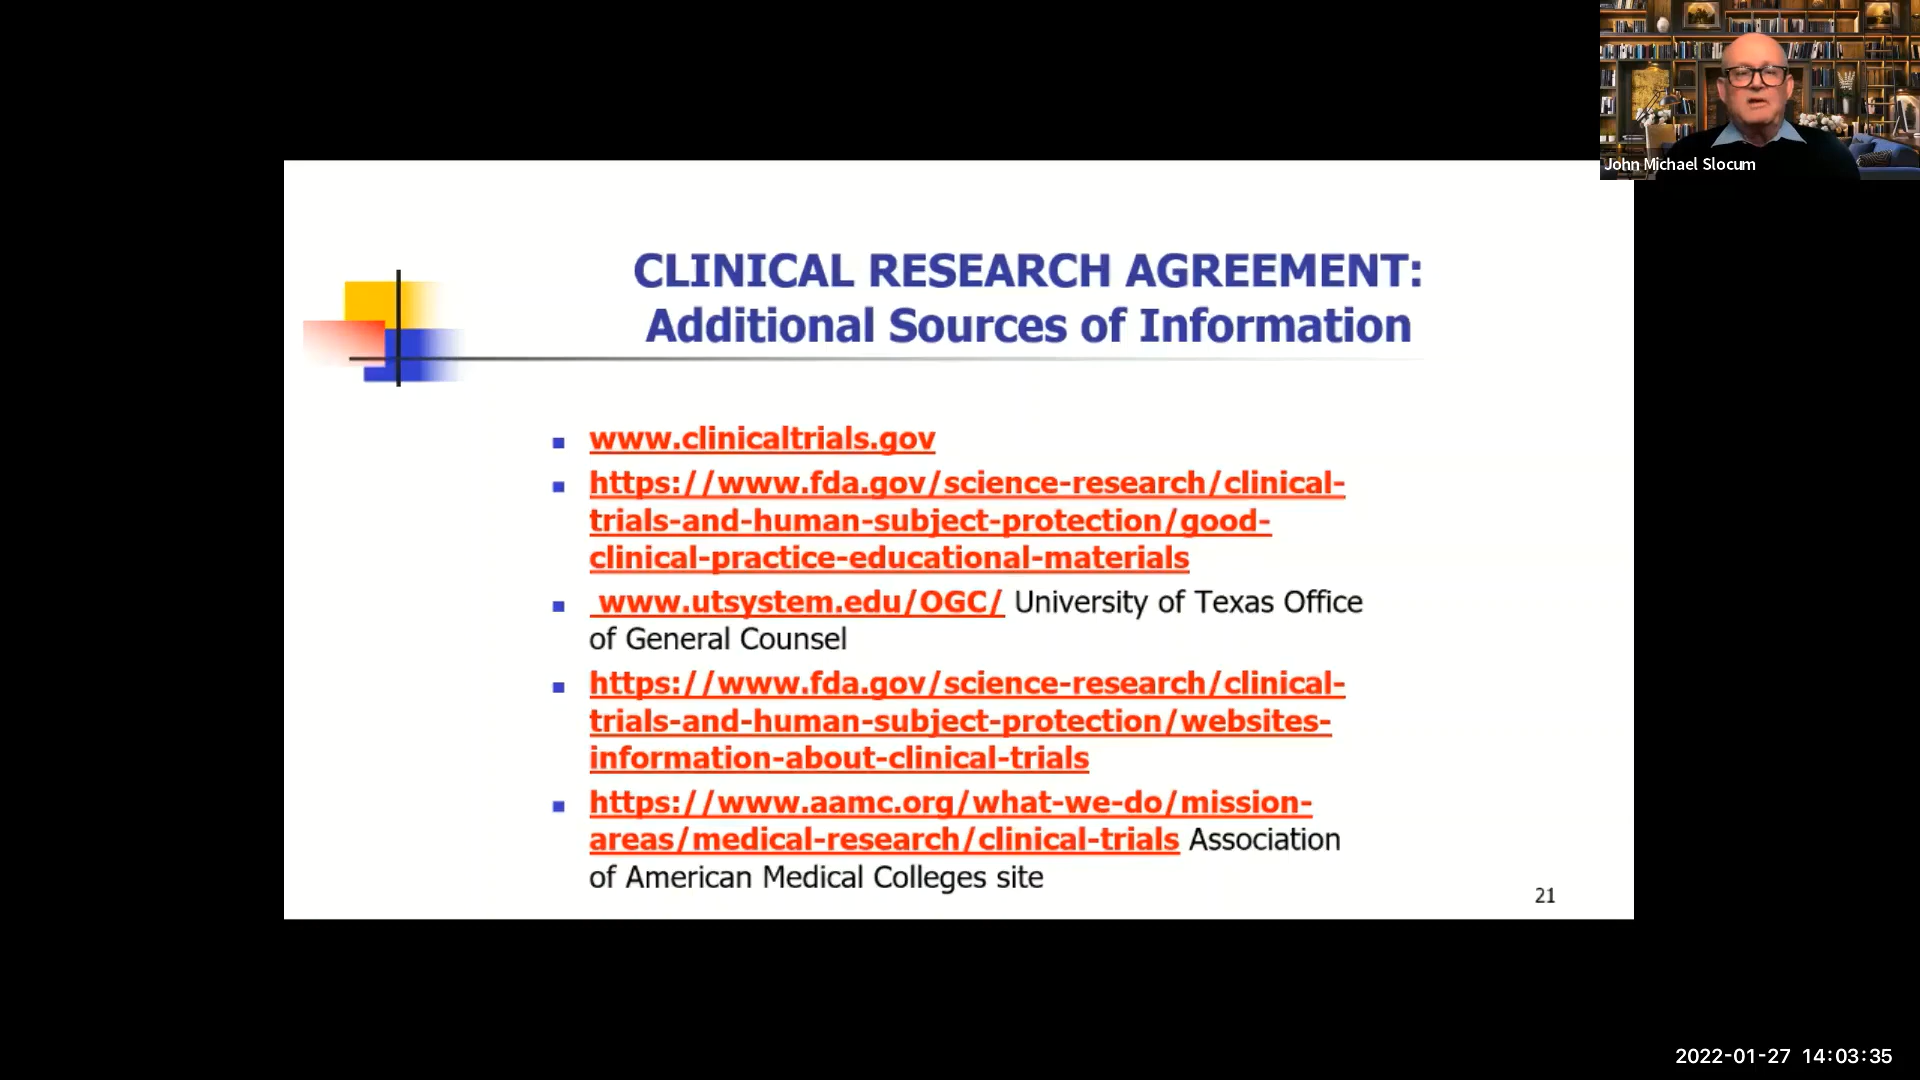 John Michael Slocum
CLINICAL RESEARCH AGREEMENT:
Additional Sources of Information
www.clinicaltrials.gov
https://www.fda.gov/science-research/clinical-
trials-and-human-subject-protection/good-
clinical-practice-educational-materials
www.utsystem.edu/OGC/ University of Texas Office
of General Counsel
https://www.fda.gov/science-research/clinical-
trials-and-human-subject-protection/websites-
information-about-clinical-trials
https://www.aamc.org/what-we-do/mission-
areas/medical-research/clinical-trials Association
of American Medical Colleges site
21
2022-01-27 14:03:35